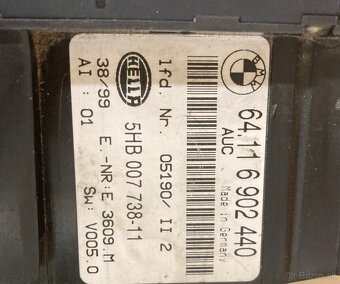 BMW
64.11 6 902 440
AUC
Made in Germany
lfd Nr. 05190/ II 2
HELLA
5HB 007 738-11
38/99 E.-NR:E 3609.M
AI : 01 SW: V005.0